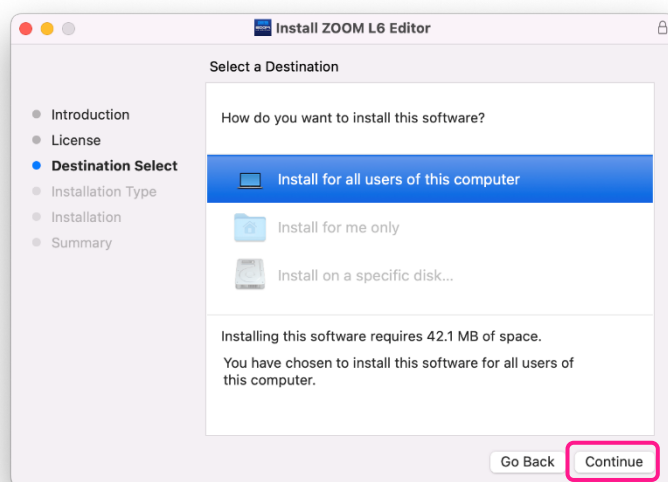 Install ZOOM L6 Editor
Select a Destination
Introduction
License
Destination Select
Installation Type
Installation
Summary
How do you want to install this software?
Install for all users of this computer
Install for me only
Install on a specific disk...
Installing this software requires 42.1 MB of space.
You have chosen to install this software for all users of
this computer.
Go Back
Continue